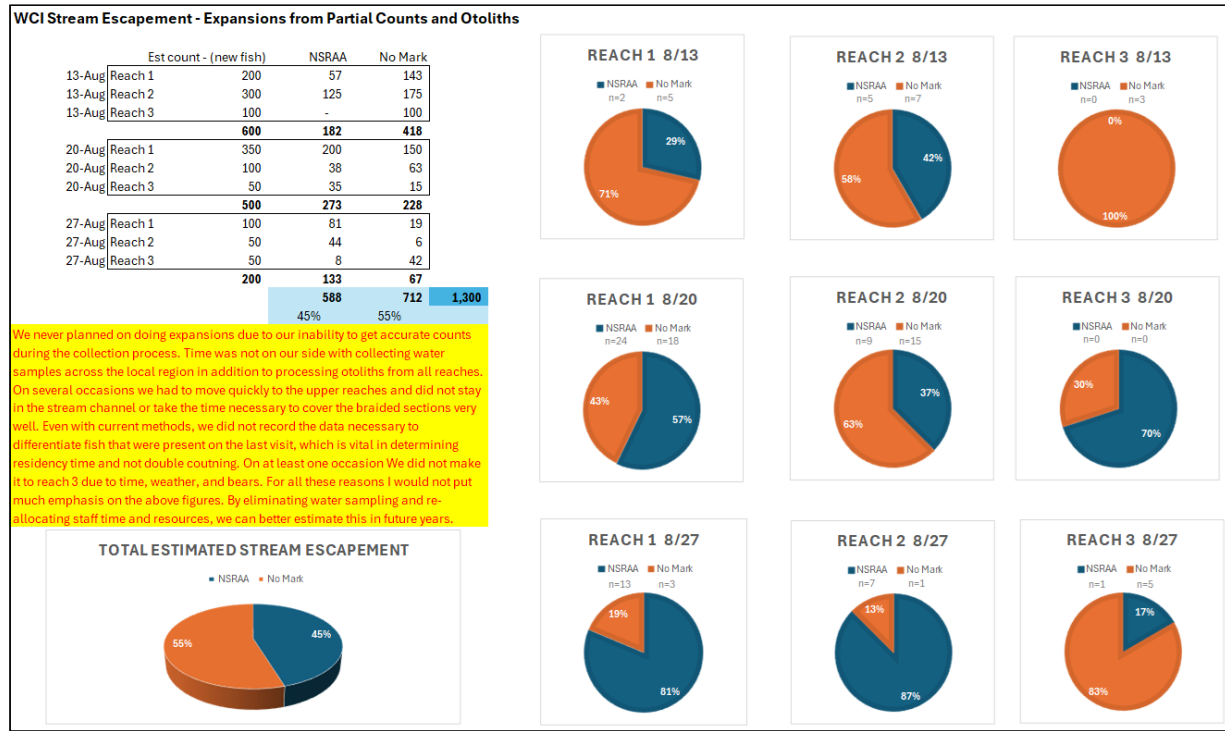 WCI Stream Escapement - Expansions from Partial Counts and Otoliths
Est count - (new fish) NSRAA No Mark
13-Aug Reach 1 200 57 143
13-Aug Reach 2 300 125 175
13-Aug Reach 3 100 - 100
600 182 418
20-Aug Reach 1 350 200 150
20-Aug Reach 2 100 38 63
20-Aug Reach 3 50 35 15
500 273 228
27-Aug Reach 1 100 81 19
27-Aug Reach 2 50 44 6
27-Aug Reach 3 50 8 42
200 133 67
588 712 1,300
45% 55%
We never planned on doing expansions due to our inability to get accurate counts
during the collection process. Time was not on our side with collecting water
samples across the local region in addition to processing otoliths from all reaches.
On several occasions we had to move quickly to the upper reaches and did not stay
in the stream channel or take the time necessary to cover the braided sections very
well. Even with current methods, we did not record the data necessary to
differentiate fish that were present on the last visit, which is vital in determining
residency time and not double coutning. On at least one occasion We did not make
it to reach 3 due to time, weather, and bears. For all these reasons I would not put
much emphasis on the above figures. By eliminating water sampling and re-
allocating staff time and resources, we can better estimate this in future years.
TOTAL ESTIMATED STREAM ESCAPEMENT
NSRAA No Mark
55%
45%
REACH 1 8/13
NSRAA No Mark
n=2 n=5
29%
71%
REACH 2 8/13
NSRAA No Mark
n=5 n=7
42%
58%
REACH 3 8/13
NSRAA No Mark
n=0 n=3
0%
100%
REACH 1 8/20
NSRAA No Mark
n=24 n=18
43%
57%
REACH 2 8/20
NSRAA No Mark
n=9 n=15
37%
63%
REACH 3 8/20
NSRAA No Mark
n=0 n=0
30%
70%
REACH 1 8/27
NSRAA No Mark
n=13 n=3
19%
81%
REACH 2 8/27
NSRAA No Mark
n=7 n=1
13%
87%
REACH 3 8/27
NSRAA No Mark
n=1 n=5
17%
83%